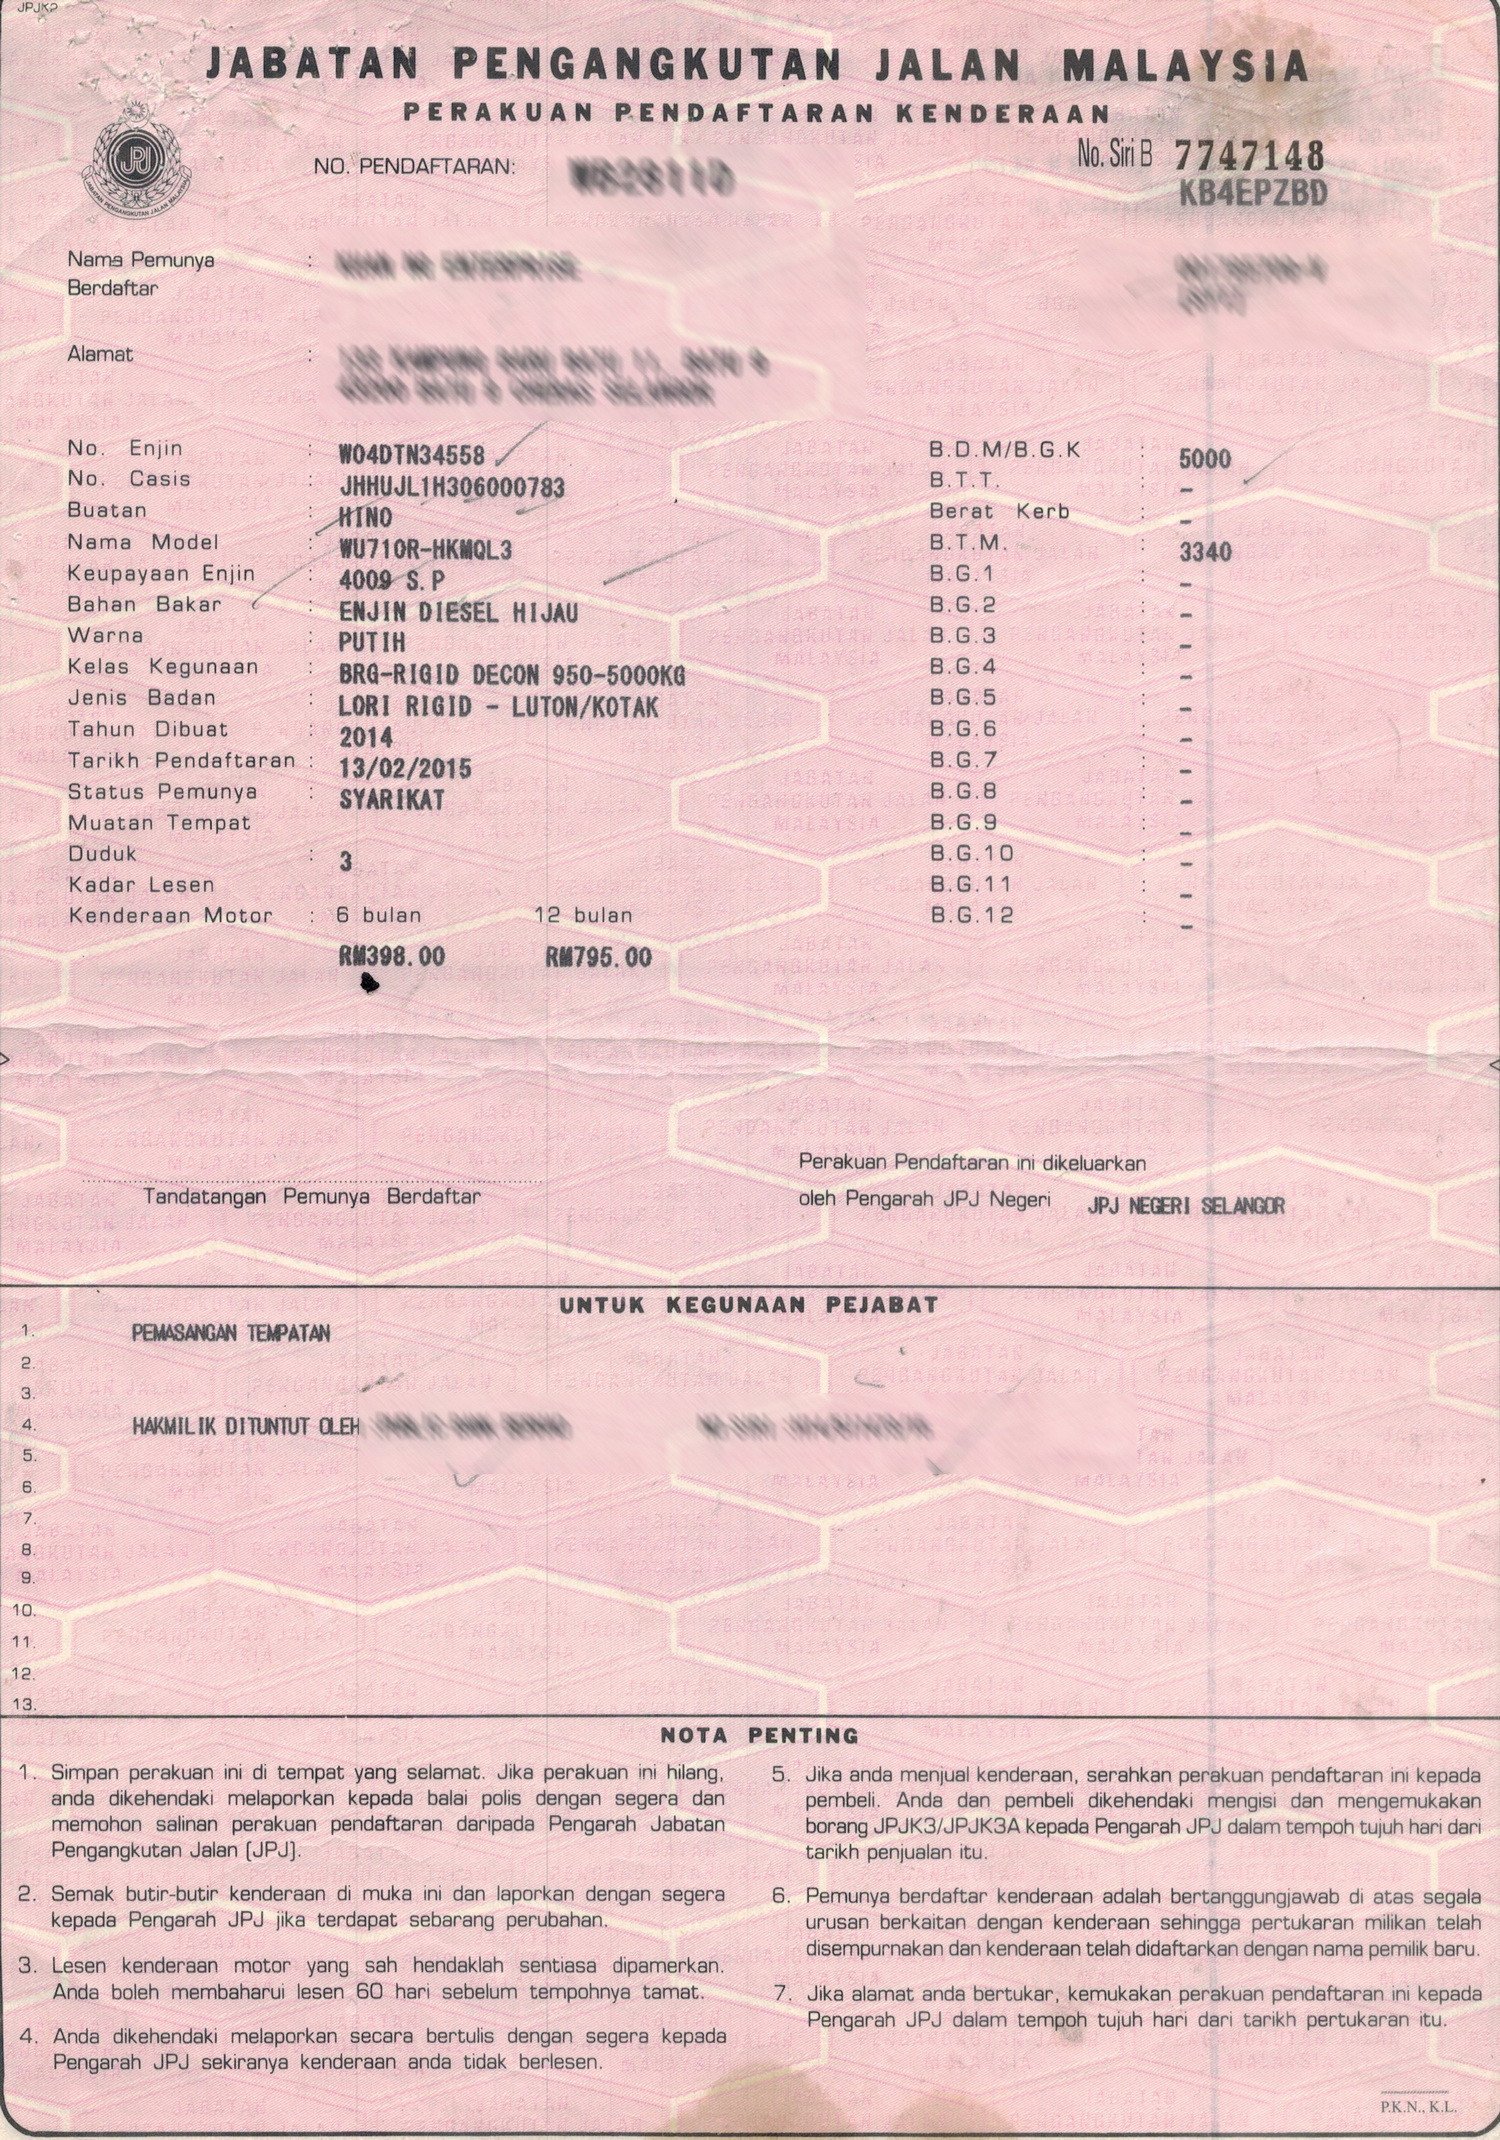 JPJKP
JABATAN PENGANGKUTAN JALAN MALAYSIA
PERAKUAN PENDAFTARAN KENDERAAN
JPJ
JABATAN PENGANGKUTAN JALAN MALAYSIA
NO. PENDAFTARAN:
No. Siri B 7747148
KB4EPZBD
Nama Pemunya :
Berdaftar
Alamat :
No. Enjin : W04DTN34558
No. Casis : JHHUJL1H306000783
Buatan : HINO
Nama Model : WU710R-HKMQL3
Keupayaan Enjin : 4009 S.P
Bahan Bakar : ENJIN DIESEL HIJAU
Warna : PUTIH
Kelas Kegunaan : BRG-RIGID DECON 950-5000KG
Jenis Badan : LORI RIGID - LUTON/KOTAK
Tahun Dibuat : 2014
Tarikh Pendaftaran : 13/02/2015
Status Pemunya : SYARIKAT
Muatan Tempat
Duduk : 3
Kadar Lesen
Kenderaan Motor : 6 bulan 12 bulan
RM398.00 RM795.00
B.D.M/B.G.K : 5000
B.T.T. : -
Berat Kerb : -
B.T.M. : 3340
B.G.1 : -
B.G.2 : -
B.G.3 : -
B.G.4 : -
B.G.5 : -
B.G.6 : -
B.G.7 : -
B.G.8 : -
B.G.9 : -
B.G.10 : -
B.G.11 : -
B.G.12 : -
Tandatangan Pemunya Berdaftar
Perakuan Pendaftaran ini dikeluarkan
oleh Pengarah JPJ Negeri JPJ NEGERI SELANGOR
UNTUK KEGUNAAN PEJABAT
1. PEMASANGAN TEMPATAN
2.
3.
4. HAKMILIK DITUNTUT OLEH
5.
6.
7.
8.
9.
10.
11.
12.
13.
NOTA PENTING
1. Simpan perakuan ini di tempat yang selamat. Jika perakuan ini hilang,
anda dikehendaki melaporkan kepada balai polis dengan segera dan
memohon salinan perakuan pendaftaran daripada Pengarah Jabatan
Pengangkutan Jalan (JPJ).
2. Semak butir-butir kenderaan di muka ini dan laporkan dengan segera
kepada Pengarah JPJ jika terdapat sebarang perubahan.
3. Lesen kenderaan motor yang sah hendaklah sentiasa dipamerkan.
Anda boleh membaharui lesen 60 hari sebelum tempohnya tamat.
4. Anda dikehendaki melaporkan secara bertulis dengan segera kepada
Pengarah JPJ sekiranya kenderaan anda tidak berlesen.
5. Jika anda menjual kenderaan, serahkan perakuan pendaftaran ini kepada
pembeli. Anda dan pembeli dikehendaki mengisi dan mengemukakan
borang JPJK3/JPJK3A kepada Pengarah JPJ dalam tempoh tujuh hari dari
tarikh penjualan itu.
6. Pemunya berdaftar kenderaan adalah bertanggungjawab di atas segala
urusan berkaitan dengan kenderaan sehingga pertukaran milikan telah
disempurnakan dan kenderaan telah didaftarkan dengan nama pemilik baru.
7. Jika alamat anda bertukar, kemukakan perakuan pendaftaran ini kepada
Pengarah JPJ dalam tempoh tujuh hari dari tarikh pertukaran itu.
P.K.N., K.L.